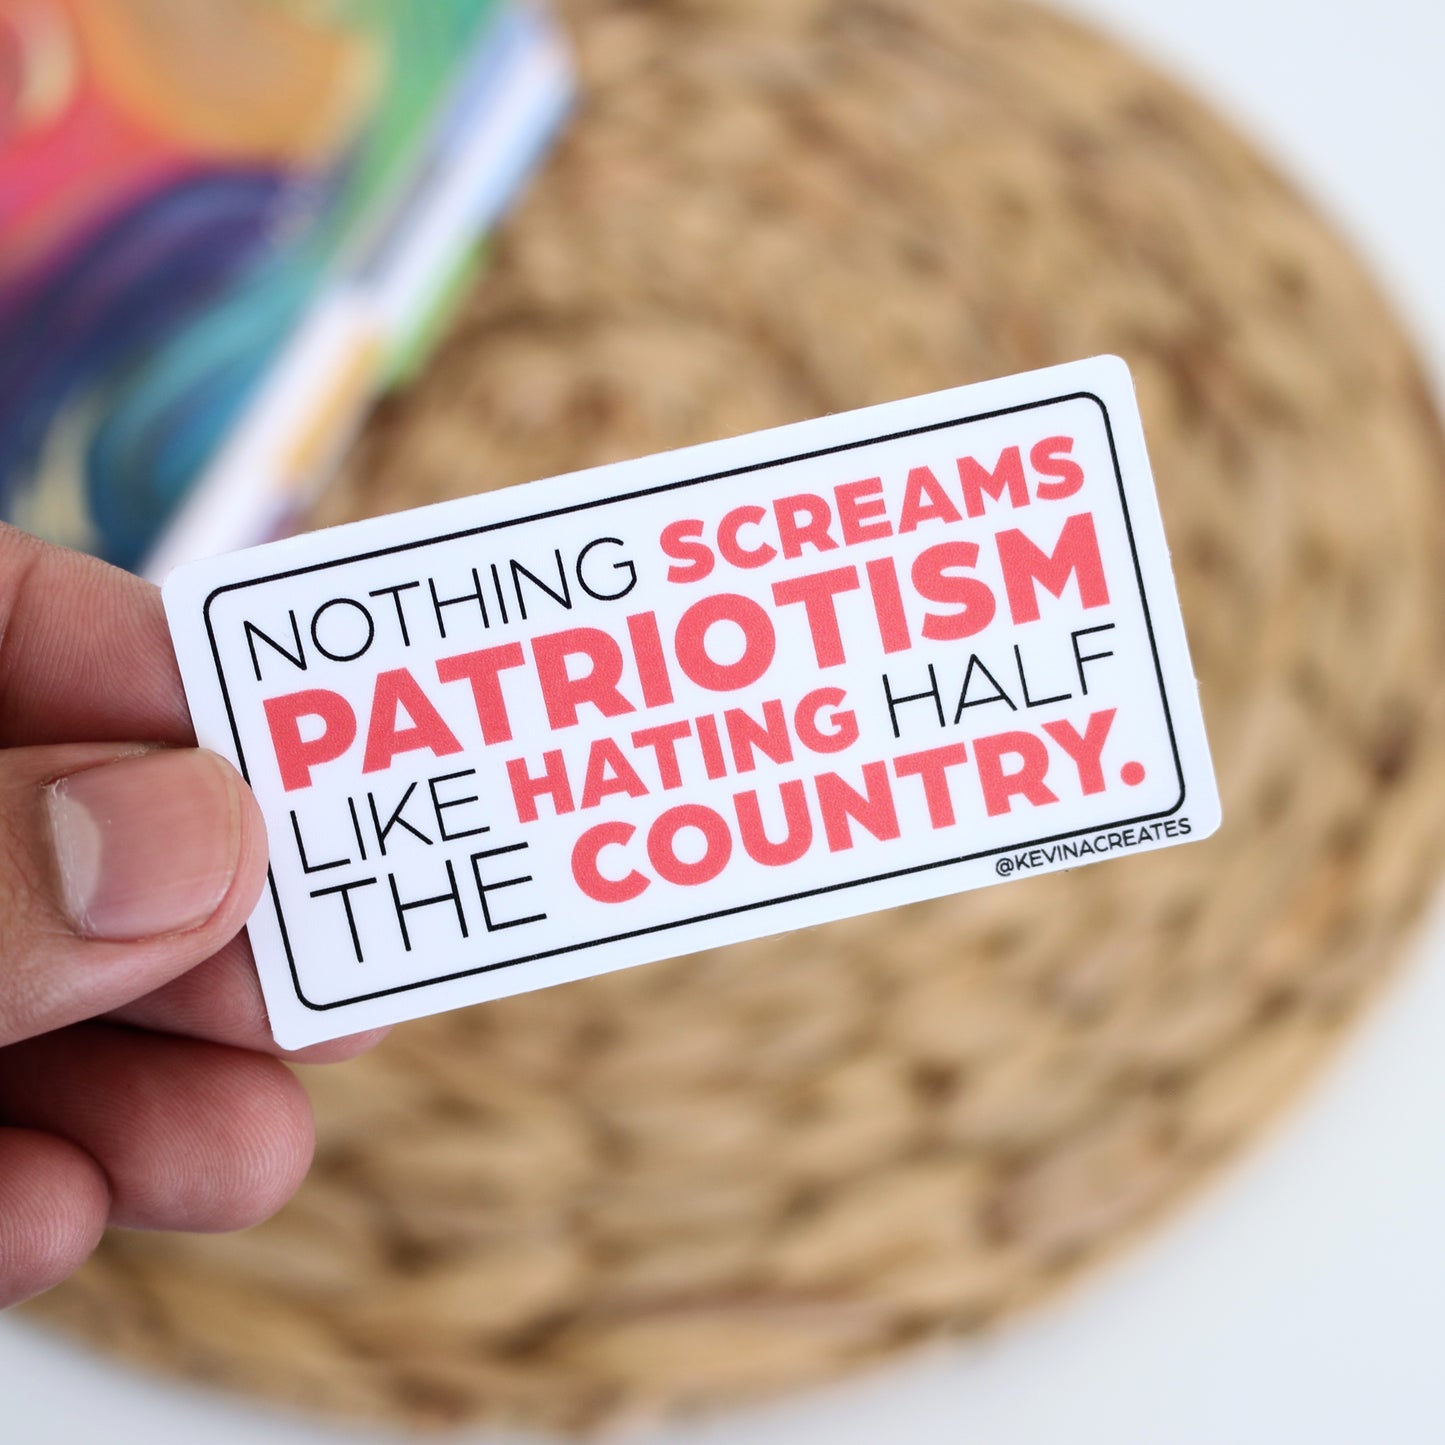 NOTHING SCREAMS
PATRIOTISM
LIKE HATING HALF
THE COUNTRY.
@KEVINACREATES